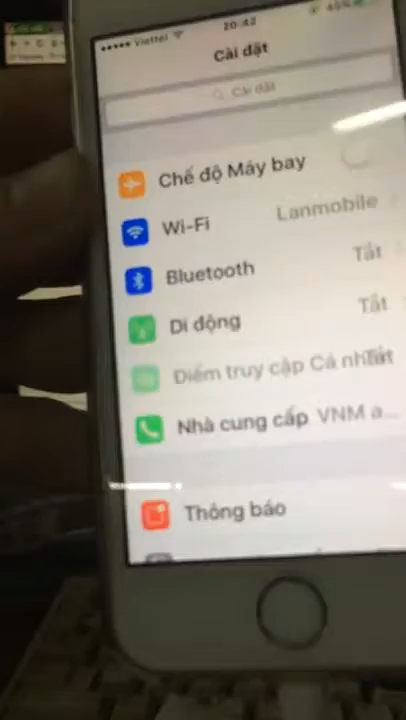 Viettel 20:42
Cài đặt
Cài đặt
Chế độ Máy bay
Wi-Fi Lanmobile
Bluetooth Tắt
Di động Tắt
Điểm truy cập Cá nhân Tắt
Nhà cung cấp VNM a...
Thông báo